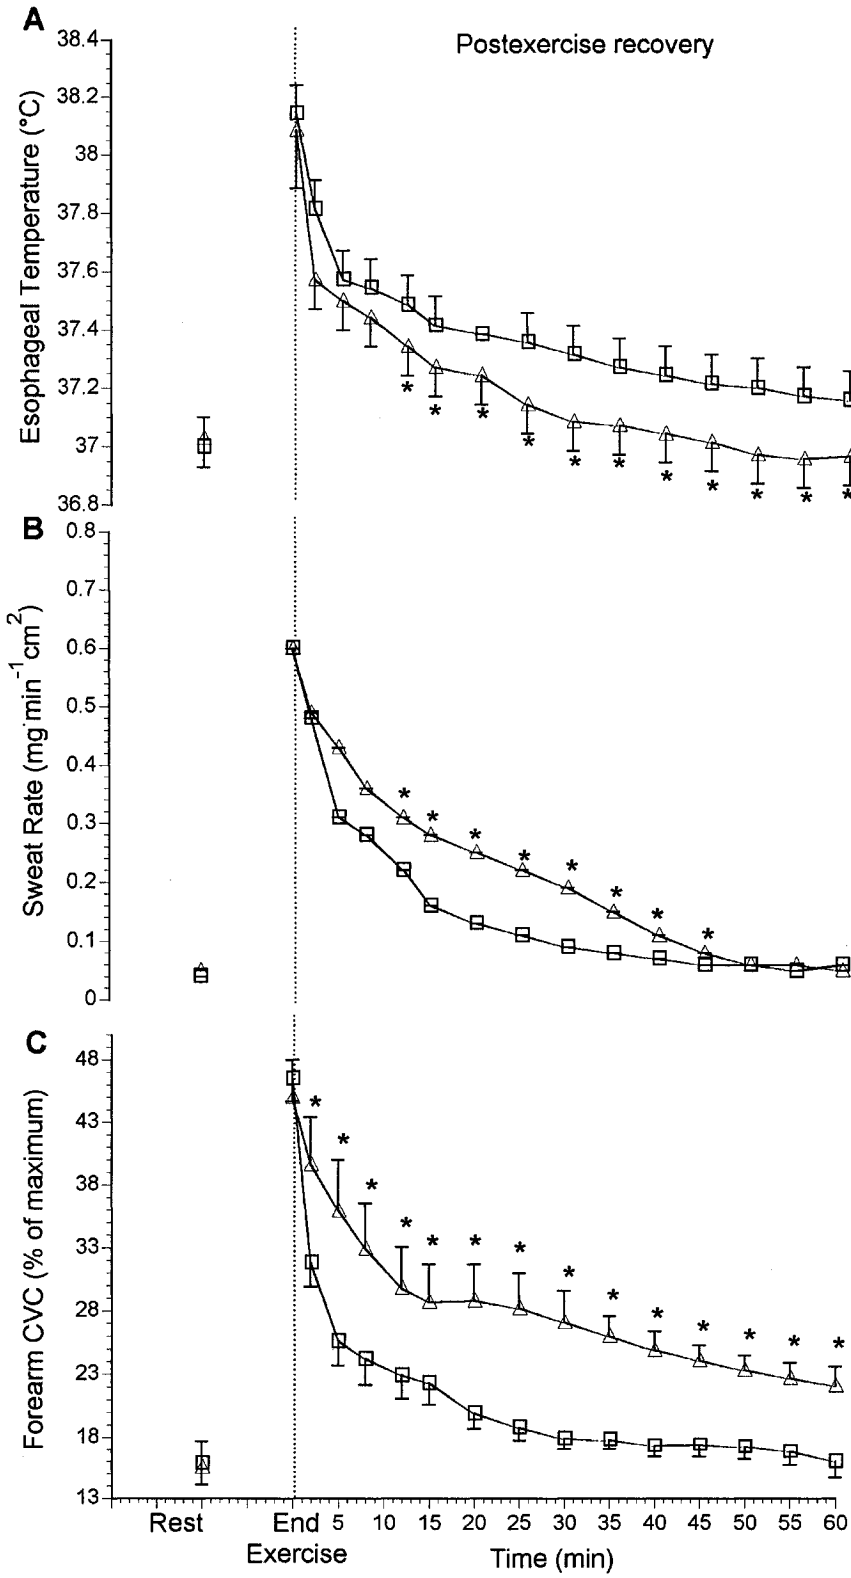 A
Postexercise recovery
Esophageal Temperature (°C)
38.4
38.2
38
37.8
37.6
37.4
37.2
37
36.8
* * * * * * * * * * *
B
Sweat Rate (mg·min⁻¹cm²)
0.8
0.7
0.6
0.5
0.4
0.3
0.2
0.1
0
* * * * * * * *
C
Forearm CVC (% of maximum)
48
43
38
33
28
23
18
13
* * * * * * * * * * * * * *
Rest End 5 10 15 20 25 30 35 40 45 50 55 60
Exercise Time (min)